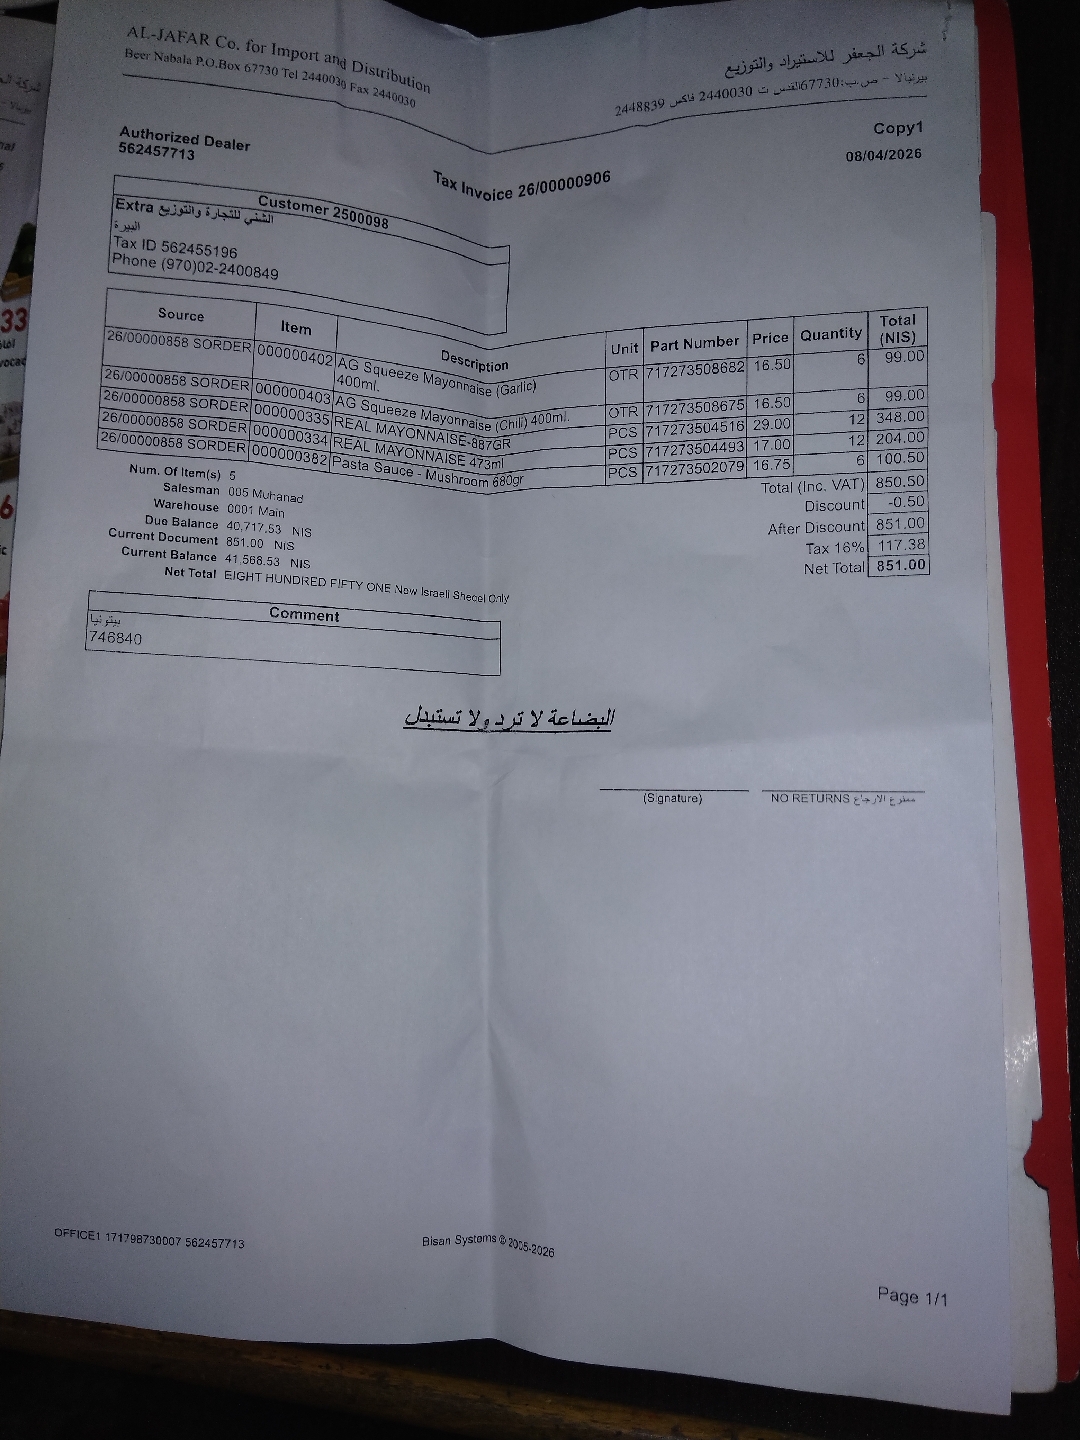 AL-JAFAR Co. for Import and Distribution
Beer Nabala P.O.Box 67730 Tel 2440030 Fax 2440030
شركة الجعفر للاستيراد والتوزيع
بيرنبالا - ص.ب:67730القدس ت 2440030 فاكس 2448839
Authorized Dealer
562457713
Copy1
08/04/2026
Tax Invoice 26/00000906
Customer 2500098
Extra الشني للتجارة والتوزيع
البيرة
Tax ID 562455196
Phone (970)02-2400849
Source Item Description Unit Part Number Price Quantity Total (NIS)
26/00000858 SORDER 000000402 AG Squeeze Mayonnaise (Garlic) 400ml. OTR 717273508682 16.50 6 99.00
26/00000858 SORDER 000000403 AG Squeeze Mayonnaise (Chili) 400ml. OTR 717273508675 16.50 6 99.00
26/00000858 SORDER 000000335 REAL MAYONNAISE-887GR PCS 717273504516 29.00 12 348.00
26/00000858 SORDER 000000334 REAL MAYONNAISE 473ml PCS 717273504493 17.00 12 204.00
26/00000858 SORDER 000000382 Pasta Sauce - Mushroom 680gr PCS 717273502079 16.75 6 100.50
Num. Of Item(s) 5
Salesman 005 Muhanad
Warehouse 0001 Main
Due Balance 40,717.53 NIS
Current Document 851.00 NIS
Current Balance 41,568.53 NIS
Net Total EIGHT HUNDRED FIFTY ONE New Israeli Sheqel Only
Total (Inc. VAT) 850.50
Discount -0.50
After Discount 851.00
Tax 16% 117.38
Net Total 851.00
Comment
بيتونيا
746840
البضاعة لا ترد ولا تستبدل
(Signature)
NO RETURNS ممنوع الارجاع
OFFICE1 171798730007 562457713
Bisan Systems © 2005-2026
Page 1/1
33
6